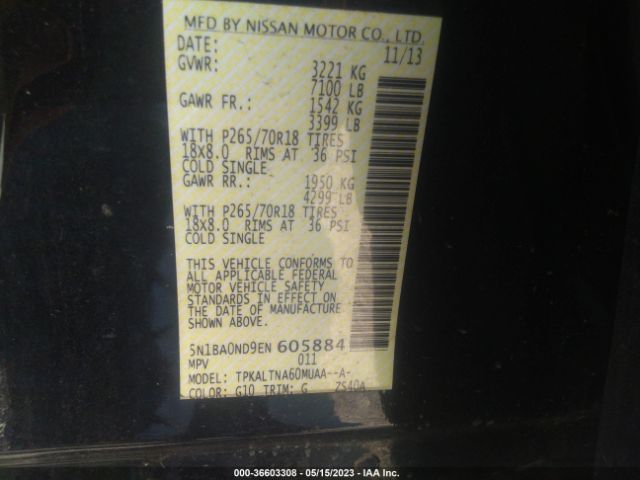 MFD BY NISSAN MOTOR CO., LTD.
DATE: 11/13
GVWR: 3221 KG
7100 LB
GAWR FR.: 1542 KG
3399 LB
WITH P265/70R18 TIRES
18X8.0 RIMS AT 36 PSI
COLD SINGLE
GAWR RR.: 1950 KG
4299 LB
WITH P265/70R18 TIRES
18X8.0 RIMS AT 36 PSI
COLD SINGLE
THIS VEHICLE CONFORMS TO
ALL APPLICABLE FEDERAL
MOTOR VEHICLE SAFETY
STANDARDS IN EFFECT ON
THE DATE OF MANUFACTURE
SHOWN ABOVE.
5N1BA0ND9EN 605884
MPV 011
MODEL: TPKALTNA60MUAA--A-
COLOR: G10 TRIM: G ZS40A
000-36603308 - 05/15/2023 - IAA Inc.